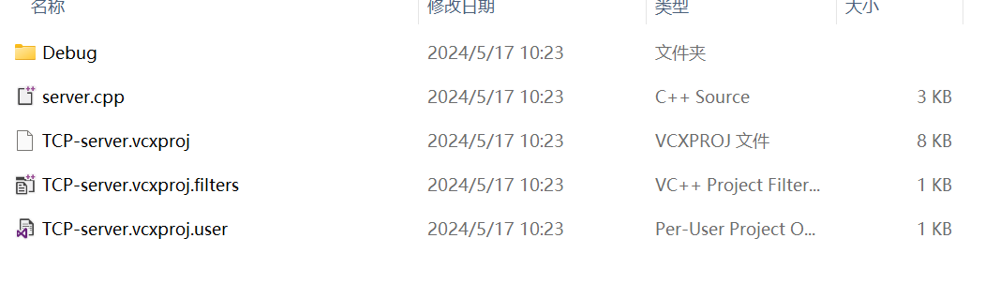 名称 修改日期 类型 大小
Debug 2024/5/17 10:23 文件夹
server.cpp 2024/5/17 10:23 C++ Source 3 KB
TCP-server.vcxproj 2024/5/17 10:23 VCXPROJ 文件 8 KB
TCP-server.vcxproj.filters 2024/5/17 10:23 VC++ Project Filter... 1 KB
TCP-server.vcxproj.user 2024/5/17 10:23 Per-User Project O... 1 KB